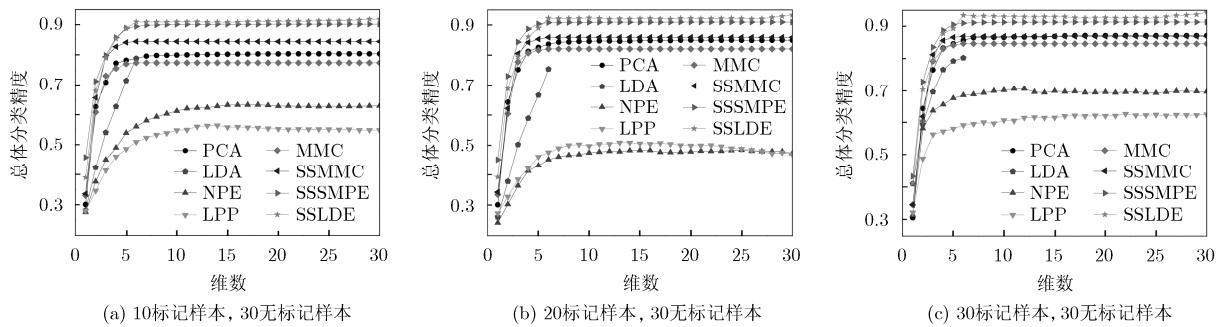 总体分类精度
0.9
0.7
0.5
0.3
PCA
LDA
NPE
LPP
MMC
SSMMC
SSSMPE
SSLDE
0 5 10 15 20 25 30
维数
(a) 10标记样本, 30无标记样本
总体分类精度
0.9
0.7
0.5
0.3
PCA
LDA
NPE
LPP
MMC
SSMMC
SSSMPE
SSLDE
0 5 10 15 20 25 30
维数
(b) 20标记样本, 30无标记样本
总体分类精度
0.9
0.7
0.5
0.3
PCA
LDA
NPE
LPP
MMC
SSMMC
SSSMPE
SSLDE
0 5 10 15 20 25 30
维数
(c) 30标记样本, 30无标记样本